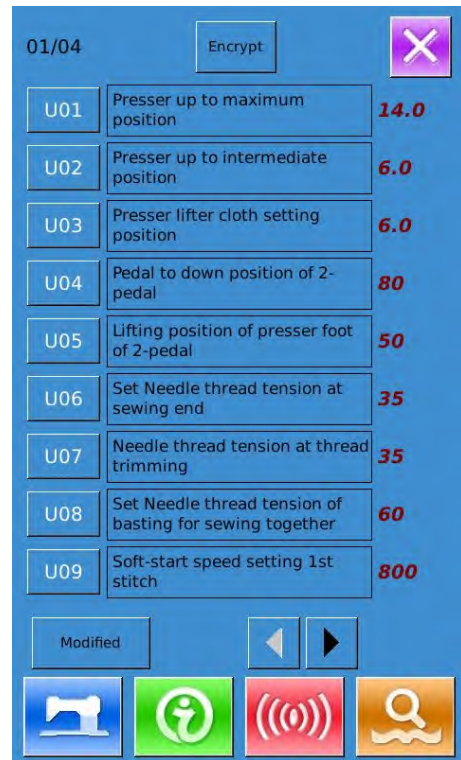 01/04
Encrypt
U01
Presser up to maximum
position
14.0
U02
Presser up to intermediate
position
6.0
U03
Presser lifter cloth setting
position
6.0
U04
Pedal to down position of 2-
pedal
80
U05
Lifting position of presser foot
of 2-pedal
50
U06
Set Needle thread tension at
sewing end
35
U07
Needle thread tension at thread
trimming
35
U08
Set Needle thread tension of
basting for sewing together
60
U09
Soft-start speed setting 1st
stitch
800
Modified